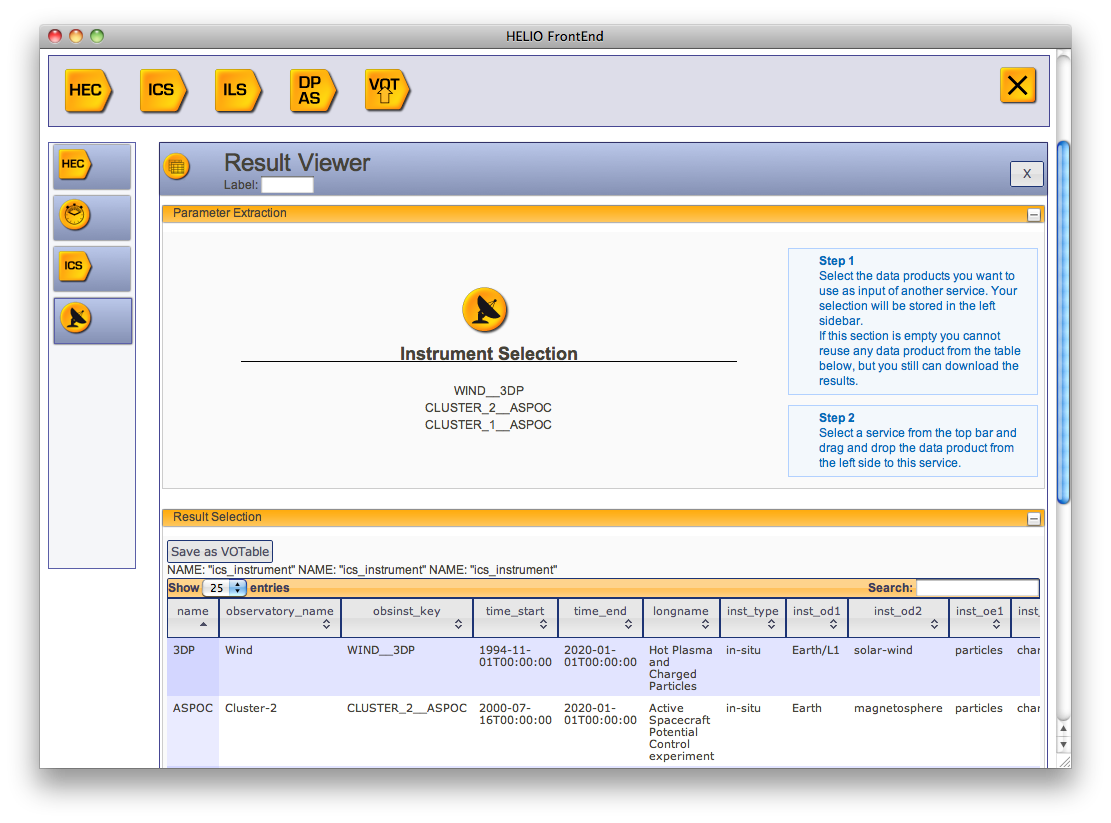 HELIO FrontEnd
HEC
ICS
ILS
DP
AS
VOT
HEC
ICS
Result Viewer
Label:
X
Parameter Extraction
Instrument Selection
WIND__3DP
CLUSTER_2__ASPOC
CLUSTER_1__ASPOC
Step 1
Select the data products you want to
use as input of another service. Your
selection will be stored in the left
sidebar.
If this section is empty you cannot
reuse any data product from the table
below, but you still can download the
results.
Step 2
Select a service from the top bar and
drag and drop the data product from
the left side to this service.
Result Selection
Save as VOTable
NAME: "ics_instrument" NAME: "ics_instrument" NAME: "ics_instrument"
Show 25 entries Search:
name observatory_name obsinst_key time_start time_end longname inst_type inst_od1 inst_od2 inst_oe1 inst_
3DP Wind WIND__3DP 1994-11-01T00:00:00 2020-01-01T00:00:00 Hot Plasma and Charged Particles in-situ Earth/L1 solar-wind particles char
ASPOC Cluster-2 CLUSTER_2__ASPOC 2000-07-16T00:00:00 2020-01-01T00:00:00 Active Spacecraft Potential Control experiment in-situ Earth magnetosphere particles char